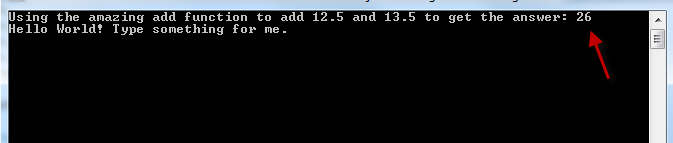 Using the amazing add function to add 12.5 and 13.5 to get the answer: 26
Hello World! Type something for me.